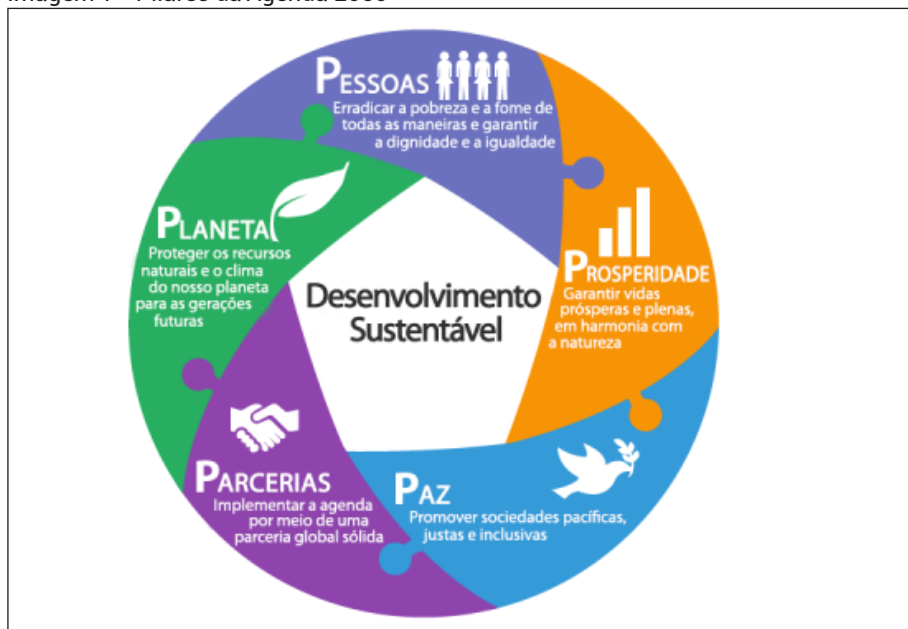 PESSOAS
Erradicar a pobreza e a fome de
todas as maneiras e garantir
a dignidade e a igualdade
PLANETA
Proteger os recursos
naturais e o clima
do nosso planeta
para as gerações
futuras
Desenvolvimento
Sustentável
PROSPERIDADE
Garantir vidas
prósperas e plenas,
em harmonia com
a natureza
PARCERIAS
Implementar a agenda
por meio de uma
parceria global sólida
PAZ
Promover sociedades pacíficas,
justas e inclusivas